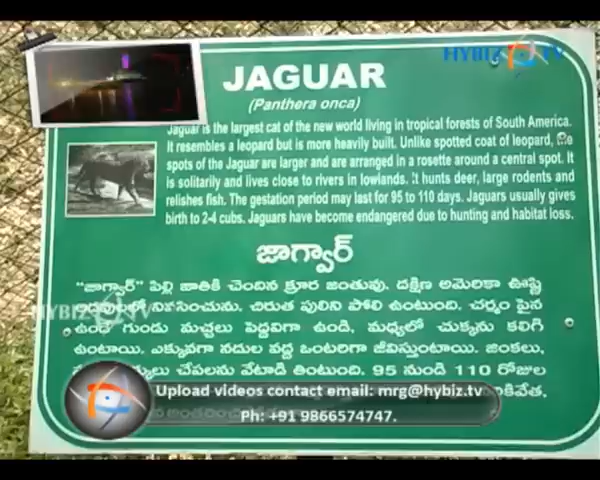 HYBIZ TV
JAGUAR
(Panthera onca)
Jaguar is the largest cat of the new world living in tropical forests of South America.
It resembles a leopard but is more heavily built. Unlike spotted coat of leopard, the
spots of the Jaguar are larger and are arranged in a rosette around a central spot. It
is solitarily and lives close to rivers in lowlands. It hunts deer, large rodents and
relishes fish. The gestation period may last for 95 to 110 days. Jaguars usually gives
birth to 2-4 cubs. Jaguars have become endangered due to hunting and habitat loss.
జాగ్వార్
"జాగ్వార్" పిల్లి జాతికి చెందిన క్రూర జంతువు. దక్షిణ అమెరికా ఉష్ణ
నివసించును. చిరుత పులిని పోలి ఉంటుంది. చర్మం పైన
HYBIZ TV
ఉండే గుండు మచ్చలు పెద్దవిగా ఉండి, మధ్యలో చుక్కను కలిగి
ఉంటాయి. ఎక్కువగా నదుల వద్ద ఒంటరిగా జీవిస్తుంటాయి. జింకలు,
చేపలను వేటాడి తింటుంది. 95 నుండి 110 రోజుల
Upload videos contact email: mrg@hybiz.tv
Ph: +91 9866574747.